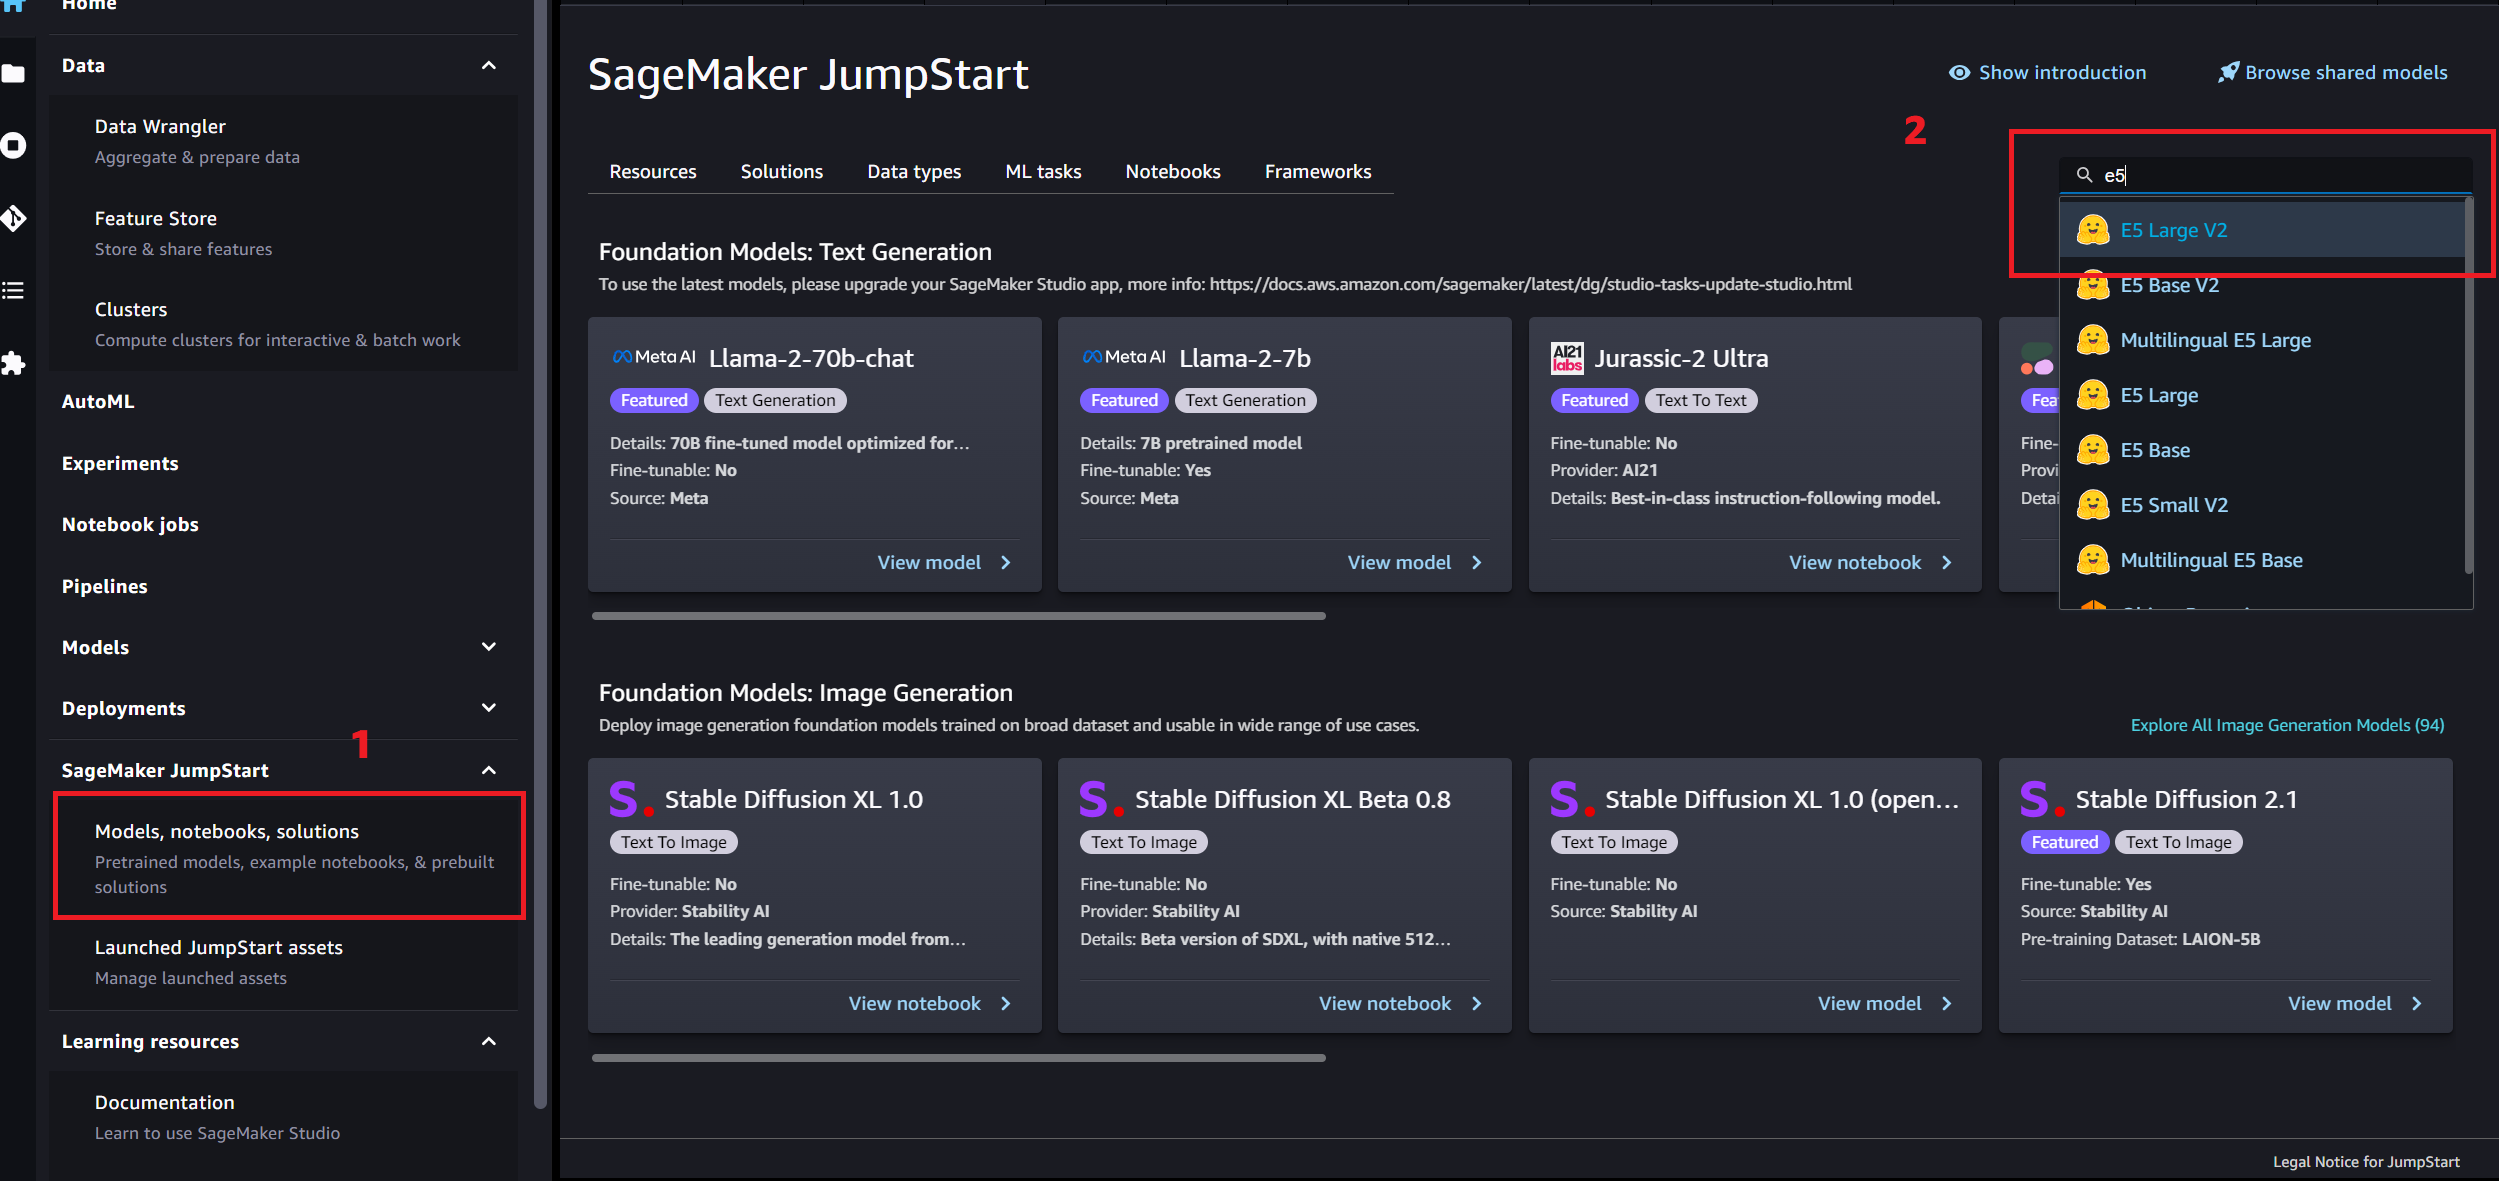 Home
Data
Data Wrangler
Aggregate & prepare data
Feature Store
Store & share features
Clusters
Compute clusters for interactive & batch work
AutoML
Experiments
Notebook jobs
Pipelines
Models
Deployments
1
SageMaker JumpStart
Models, notebooks, solutions
Pretrained models, example notebooks, & prebuilt
solutions
Launched JumpStart assets
Manage launched assets
Learning resources
Documentation
Learn to use SageMaker Studio
SageMaker JumpStart
Show introduction
Browse shared models
2
Resources
Solutions
Data types
ML tasks
Notebooks
Frameworks
e5
E5 Large V2
E5 Base V2
Multilingual E5 Large
E5 Large
E5 Base
E5 Small V2
Multilingual E5 Base
Foundation Models: Text Generation
To use the latest models, please upgrade your SageMaker Studio app, more info: https://docs.aws.amazon.com/sagemaker/latest/dg/studio-tasks-update-studio.html
Meta AI Llama-2-70b-chat
Featured Text Generation
Details: 70B fine-tuned model optimized for...
Fine-tunable: No
Source: Meta
View model
Meta AI Llama-2-7b
Featured Text Generation
Details: 7B pretrained model
Fine-tunable: Yes
Source: Meta
View model
AI21 labs Jurassic-2 Ultra
Featured Text To Text
Fine-tunable: No
Provider: AI21
Details: Best-in-class instruction-following model.
View notebook
Fea
Fine-
Provi
Detai
Foundation Models: Image Generation
Deploy image generation foundation models trained on broad dataset and usable in wide range of use cases.
Explore All Image Generation Models (94)
S. Stable Diffusion XL 1.0
Text To Image
Fine-tunable: No
Provider: Stability AI
Details: The leading generation model from...
View notebook
S. Stable Diffusion XL Beta 0.8
Text To Image
Fine-tunable: No
Provider: Stability AI
Details: Beta version of SDXL, with native 512...
View notebook
S. Stable Diffusion XL 1.0 (open...
Text To Image
Fine-tunable: No
Source: Stability AI
View model
S. Stable Diffusion 2.1
Featured Text To Image
Fine-tunable: Yes
Source: Stability AI
Pre-training Dataset: LAION-5B
View model
Legal Notice for JumpStart